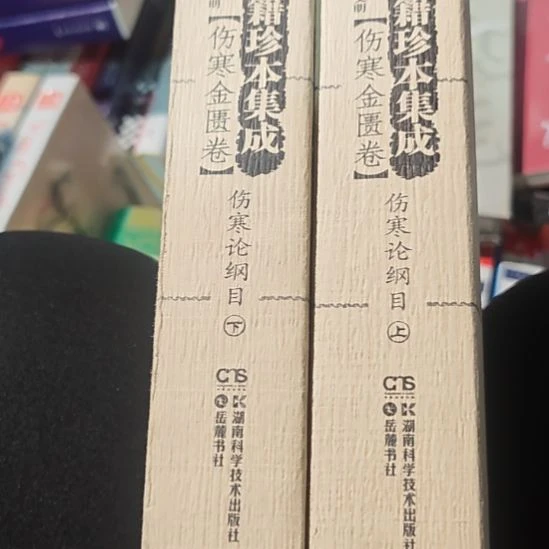 籍珍本集成
【伤寒金匮卷】
伤寒论纲目
下
CNS
湖南科学技术出版社
岳麓书社
籍珍本集成
【伤寒金匮卷】
伤寒论纲目
上
CNS
湖南科学技术出版社
岳麓书社